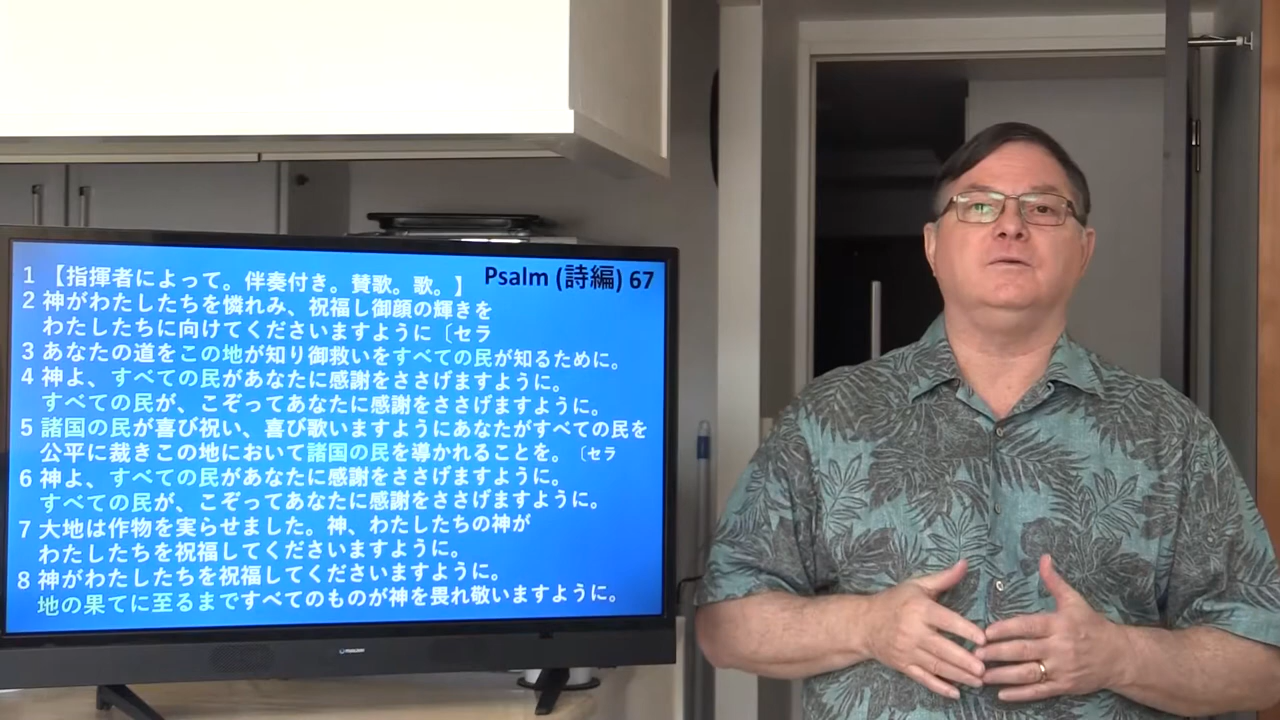 1 【指揮者によって。伴奏付き。賛歌。歌。】 Psalm (詩編) 67
2 神がわたしたちを憐れみ、祝福し御顔の輝きを
わたしたちに向けてくださいますように〔セラ
3 あなたの道をこの地が知り御救いをすべての民が知るために。
4 神よ、すべての民があなたに感謝をささげますように。
すべての民が、こぞってあなたに感謝をささげますように。
5 諸国の民が喜び祝い、喜び歌いますようにあなたがすべての民を
公平に裁きこの地において諸国の民を導かれることを。〔セラ
6 神よ、すべての民があなたに感謝をささげますように。
すべての民が、こぞってあなたに感謝をささげますように。
7 大地は作物を実らせました。神、わたしたちの神が
わたしたちを祝福してくださいますように。
8 神がわたしたちを祝福してくださいますように。
地の果てに至るまですべてのものが神を畏れ敬いますように。